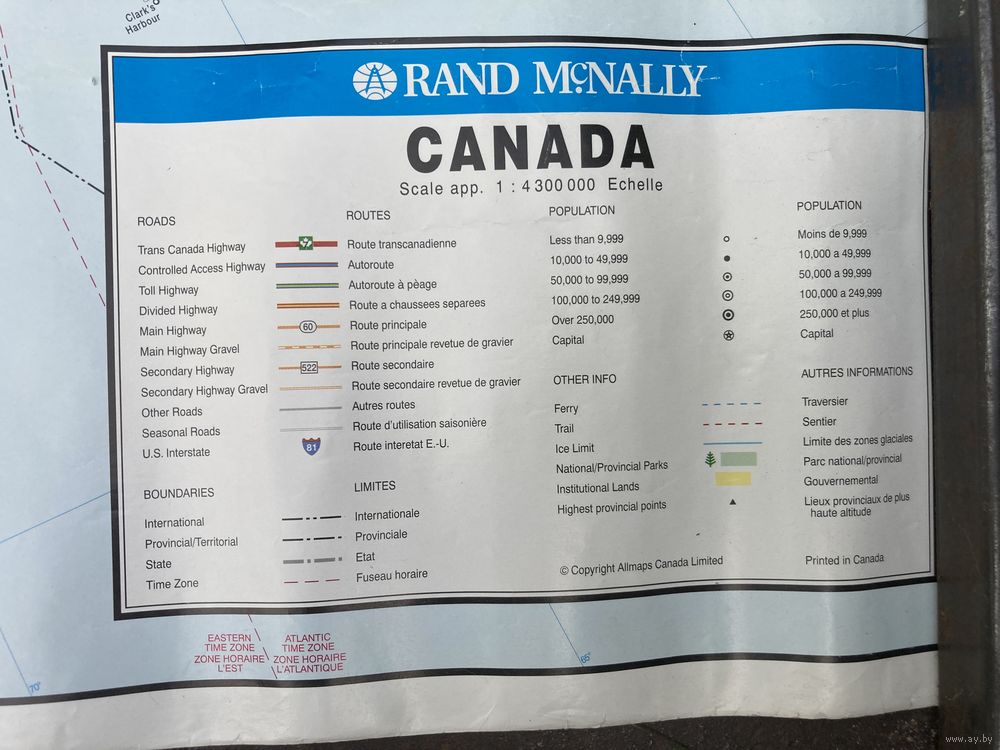 Clark's
Harbour
RAND McNALLY
CANADA
Scale app. 1 : 4 300 000 Echelle
ROADS
ROUTES
Trans Canada Highway
7
Route transcanadienne
Controlled Access Highway
Autoroute
Toll Highway
Autoroute à pèage
Divided Highway
Route a chaussees separees
Main Highway
60
Route principale
Main Highway Gravel
Route principale revetue de gravier
Secondary Highway
522
Route secondaire
Secondary Highway Gravel
Route secondaire revetue de gravier
Other Roads
Autres routes
Seasonal Roads
Route d'utilisation saisonière
U.S. Interstate
81
Route interetat E.-U.
BOUNDARIES
LIMITES
International
Internationale
Provincial/Territorial
Provinciale
State
Etat
Time Zone
Fuseau horaire
POPULATION
POPULATION
Less than 9,999
Moins de 9,999
10,000 to 49,999
10,000 a 49,999
50,000 to 99,999
50,000 a 99,999
100,000 to 249,999
100,000 a 249,999
Over 250,000
250,000 et plus
Capital
Capital
OTHER INFO
AUTRES INFORMATIONS
Ferry
Traversier
Trail
Sentier
Ice Limit
Limite des zones glaciales
National/Provincial Parks
Parc national/provincial
Institutional Lands
Gouvernemental
Highest provincial points
Lieux provinciaux de plus
haute altitude
© Copyright Allmaps Canada Limited
Printed in Canada
EASTERN
TIME ZONE
ZONE HORAIRE
L'EST
ATLANTIC
TIME ZONE
ZONE HORAIRE
L'ATLANTIQUE
70°
65°
www.ay.by